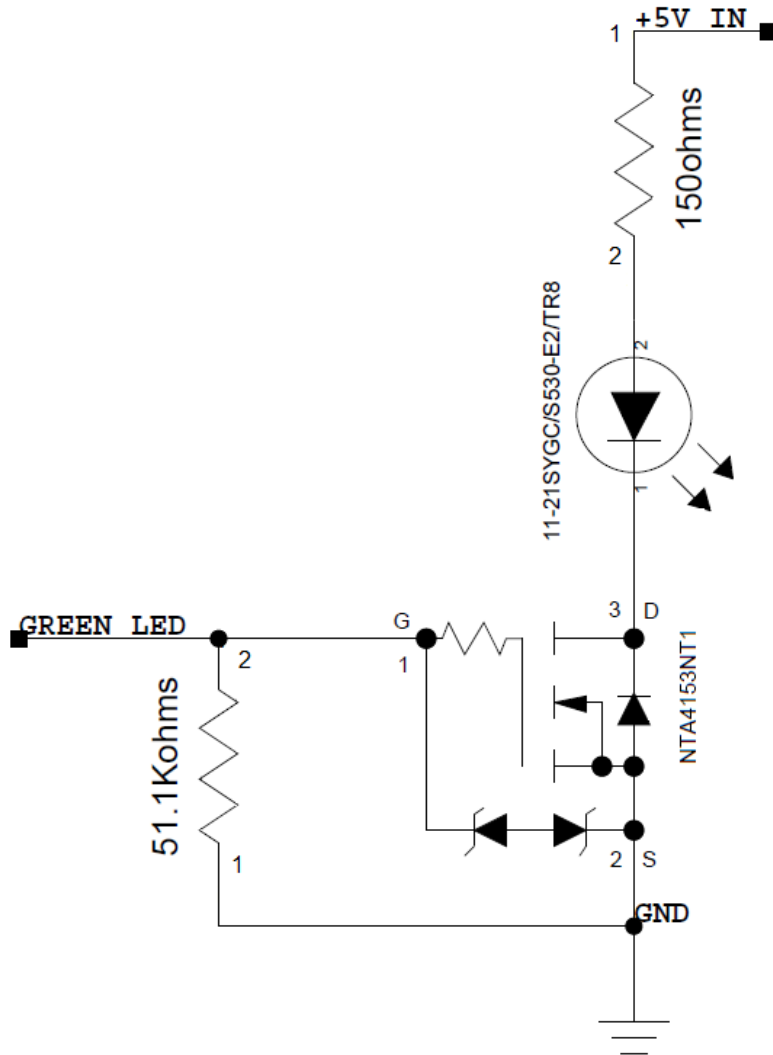 1
+5V IN
150ohms
2
11-21SYGC/S530-E2/TR8
2
1
GREEN LED
2
G
1
3
D
NTA4153NT1
51.1Kohms
1
2
S
GND